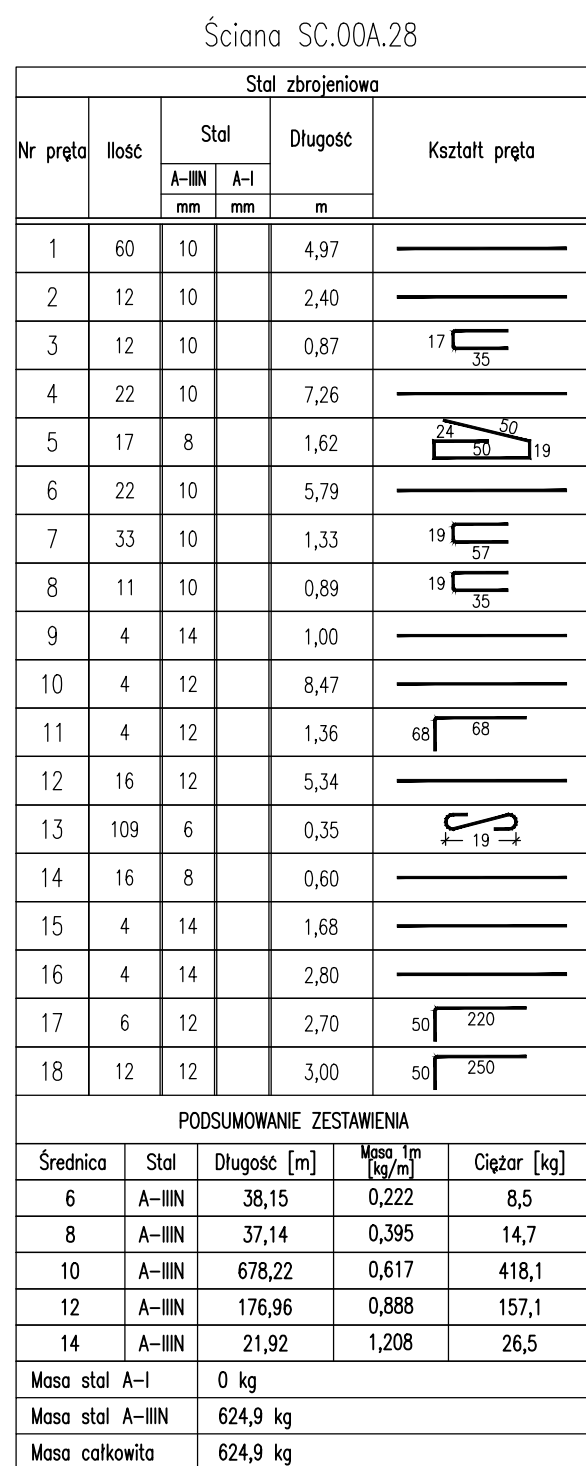 Ściana SC.00A.28
Stal zbrojeniowa
Nr pręta Ilość Stal Długość Kształt pręta
A-IIIN A-I
mm mm m
1 60 10 4,97
2 12 10 2,40
3 12 10 0,87 17 35
4 22 10 7,26
5 17 8 1,62 24 50 50 19
6 22 10 5,79
7 33 10 1,33 19 57
8 11 10 0,89 19 35
9 4 14 1,00
10 4 12 8,47
11 4 12 1,36 68 68
12 16 12 5,34
13 109 6 0,35 19
14 16 8 0,60
15 4 14 1,68
16 4 14 2,80
17 6 12 2,70 50 220
18 12 12 3,00 50 250
PODSUMOWANIE ZESTAWIENIA
Średnica Stal Długość [m] Masa 1m [kg/m] Ciężar [kg]
6 A-IIIN 38,15 0,222 8,5
8 A-IIIN 37,14 0,395 14,7
10 A-IIIN 678,22 0,617 418,1
12 A-IIIN 176,96 0,888 157,1
14 A-IIIN 21,92 1,208 26,5
Masa stal A-I 0 kg
Masa stal A-IIIN 624,9 kg
Masa całkowita 624,9 kg